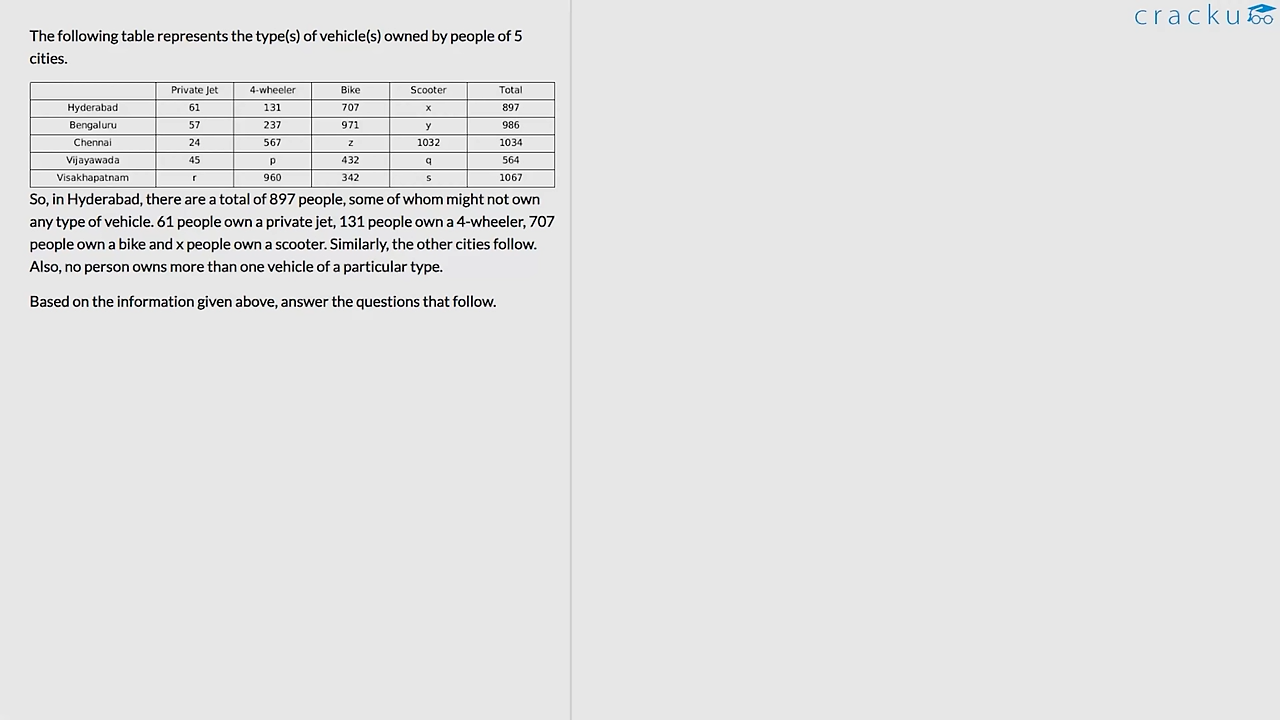 cracku
The following table represents the type(s) of vehicle(s) owned by people of 5
cities.
Private Jet 4-wheeler Bike Scooter Total
Hyderabad 61 131 707 x 897
Bengaluru 57 237 971 y 986
Chennai 24 567 z 1032 1034
Vijayawada 45 p 432 q 564
Visakhapatnam r 960 342 s 1067
So, in Hyderabad, there are a total of 897 people, some of whom might not own
any type of vehicle. 61 people own a private jet, 131 people own a 4-wheeler, 707
people own a bike and x people own a scooter. Similarly, the other cities follow.
Also, no person owns more than one vehicle of a particular type.
Based on the information given above, answer the questions that follow.